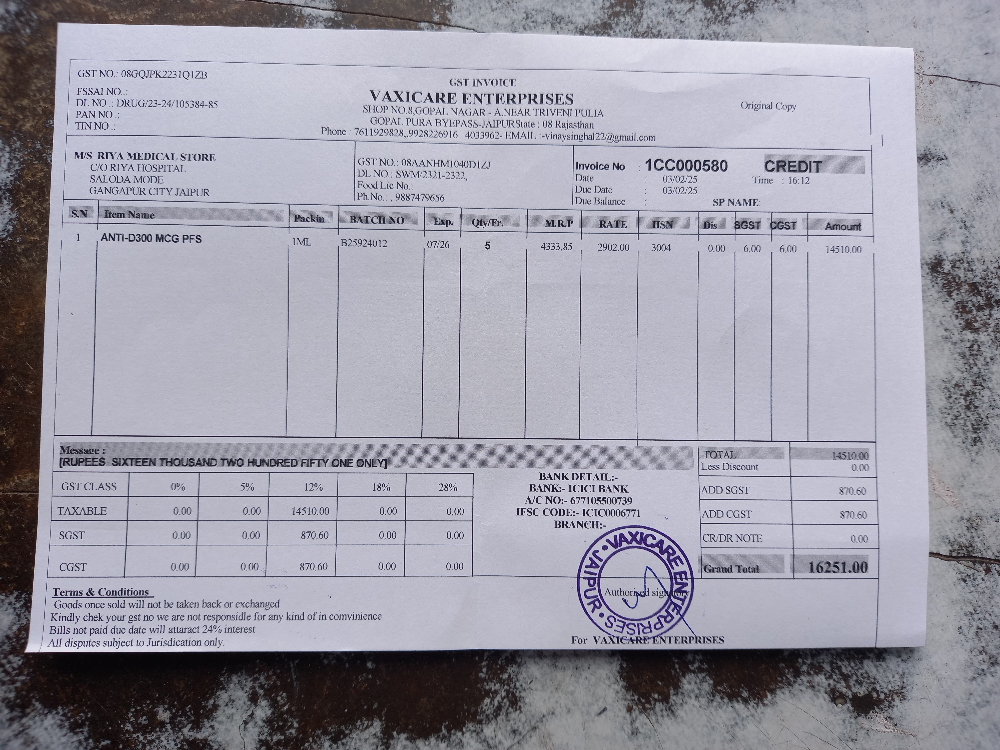 GST NO.: 08GQJPK2231Q1ZB
FSSAI NO.:
DL NO .: DRUG/23-24/105384-85
PAN NO .:
TIN NO .:
GST INVOICE
VAXICARE ENTERPRISES
SHOP NO.8,GOPAL NAGAR - A,NEAR TRIVENI PULIA
GOPAL PURA BYEPASS-JAIPURState : 08 Rajasthan
Phone : 7611929828,,9928226916 4033962- EMAIL :-vinaysinghal22@gmail.com
Original Copy
M/S RIYA MEDICAL STORE
C/O RIYA HOSPITAL
SALODA MODE
GANGAPUR CITY JAIPUR
GST NO.: 08AANHM1040D1ZJ
DL NO : SWM-2321-2322,
Food Lic No.
Ph.No. . 9887479656
Invoice No : 1CC000580 CREDIT
Date : 03/02/25 Time : 16:12
Due Date : 03/02/25
Due Balance : SP NAME
S.N Item Name Packin BATCH NO Exp. Qty/Fr. M.R.P RATE HSN Dis SGST CGST Amount
1 ANTI-D300 MCG PFS 1ML B25924012 07/26 5 4333.85 2902.00 3004 0.00 6.00 6.00 14510.00
Message :
[RUPEES SIXTEEN THOUSAND TWO HUNDRED FIFTY ONE ONLY]
GST CLASS 0% 5% 12% 18% 28%
TAXABLE 0.00 0.00 14510.00 0.00 0.00
SGST 0.00 0.00 870.60 0.00 0.00
CGST 0.00 0.00 870.60 0.00 0.00
BANK DETAIL:-
BANK:- ICICI BANK
A/C NO:- 677105500739
IFSC CODE:- ICIC0006771
BRANCH:-
TOTAL 14510.00
Less Discount 0.00
ADD SGST 870.60
ADD CGST 870.60
CR/DR NOTE 0.00
Grand Total 16251.00
VAXICARE ENTERPRISES
JAIPUR
Authorised
For VAXICARE ENTERPRISES
Terms & Conditions
Goods once sold will not be taken back or exchanged
Kindly chek your gst no we are not responsidle for any kind of in comvinience
Bills not paid due date will attaract 24% interest
All disputes subject to Jurisdication only.